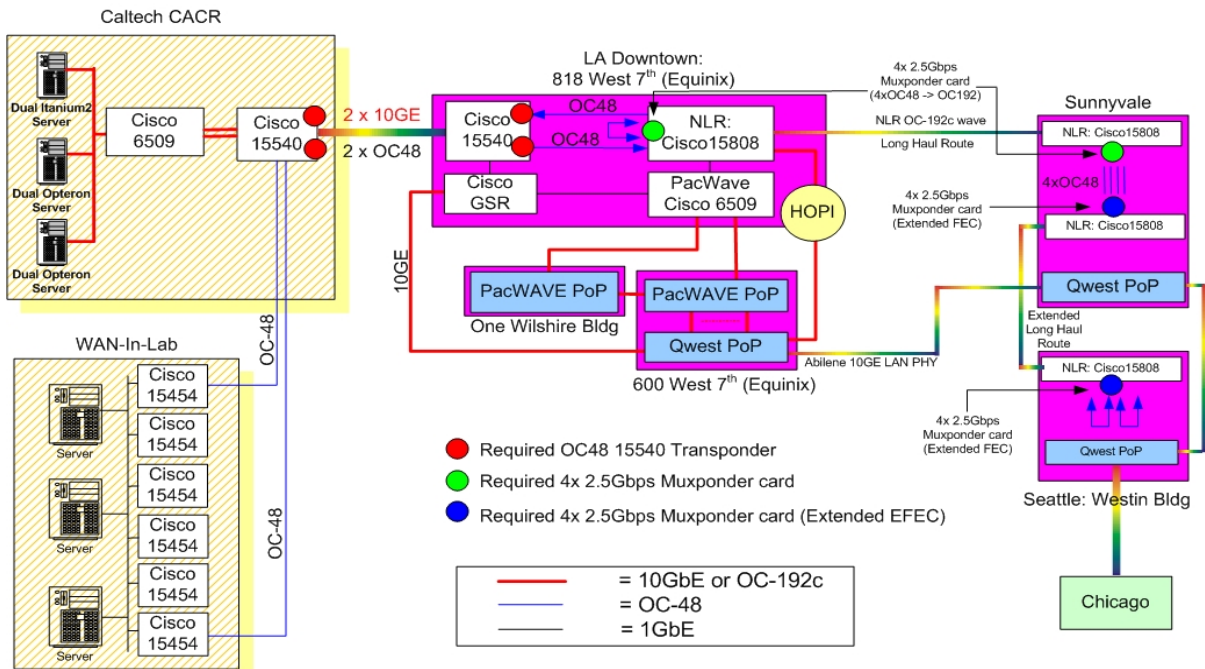 Caltech CACR
Dual Itanium2
Server
Dual Opteron
Server
Dual Opteron
Server
Cisco
6509
Cisco
15540
2 x 10GE
2 x OC48
LA Downtown:
818 West 7th (Equinix)
Cisco
15540
OC48
OC48
NLR:
Cisco15808
Cisco
GSR
PacWave
Cisco 6509
HOPI
10GE
PacWAVE PoP
One Wilshire Bldg
PacWAVE PoP
Qwest PoP
600 West 7th (Equinix)
4x 2.5Gbps
Muxponder card
(4xOC48 -> OC192)
NLR OC-192c wave
Long Haul Route
Abilene 10GE LAN PHY
Sunnyvale
NLR: Cisco15808
4xOC48
4x 2.5Gbps
Muxponder card
(Extended FEC)
NLR: Cisco15808
Qwest PoP
Extended
Long Haul
Route
NLR: Cisco15808
4x 2.5Gbps
Muxponder card
(Extended FEC)
Qwest PoP
Seattle: Westin Bldg
Chicago
WAN-In-Lab
OC-48
OC-48
Server
Server
Server
Cisco
15454
Cisco
15454
Cisco
15454
Cisco
15454
Cisco
15454
Cisco
15454
Required OC48 15540 Transponder
Required 4x 2.5Gbps Muxponder card
Required 4x 2.5Gbps Muxponder card (Extended EFEC)
= 10GbE or OC-192c
= OC-48
= 1GbE